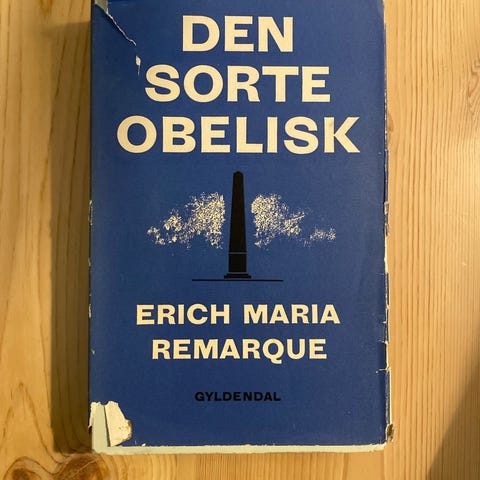 DEN
SORTE
OBELISK
ERICH MARIA
REMARQUE
GYLDENDAL